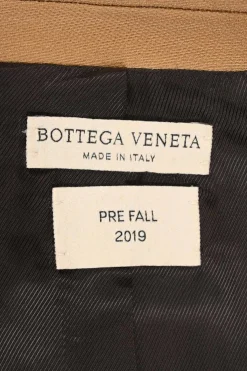 BOTTEGA VENETA
MADE IN ITALY
PRE FALL
2019